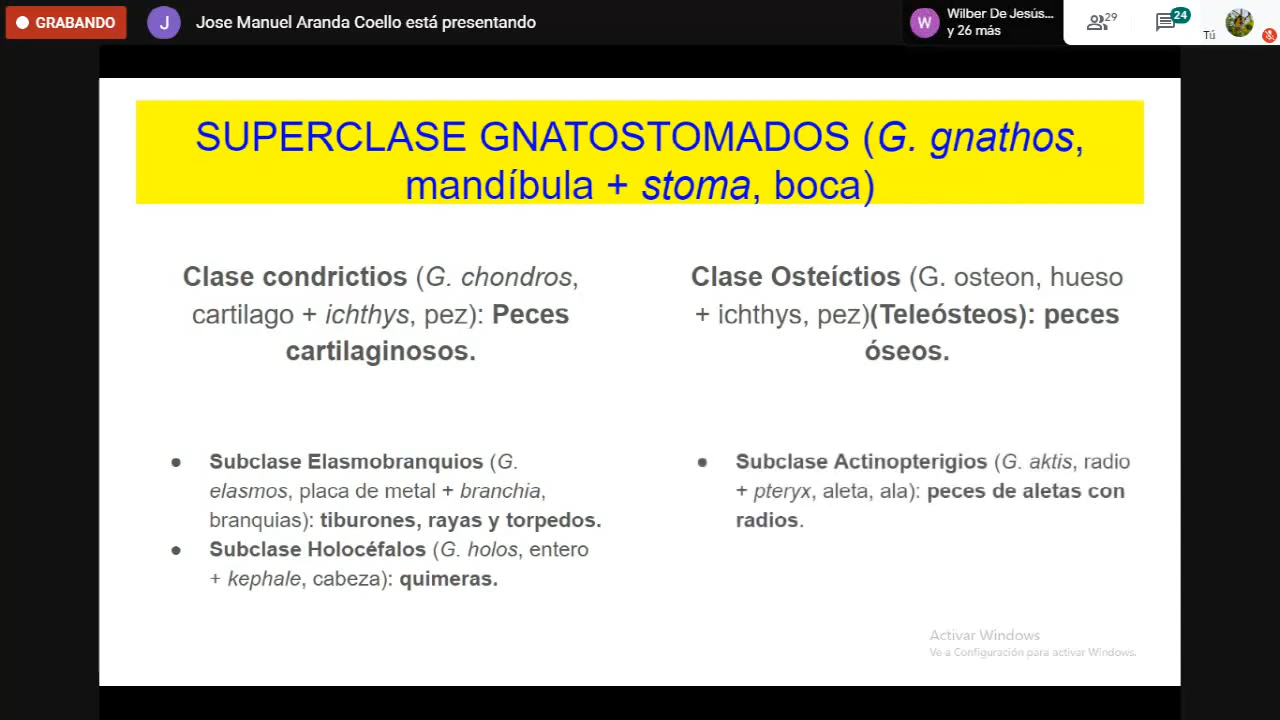 GRABANDO
J
Jose Manuel Aranda Coello está presentando
W
Wilber De Jesús...
y 26 más
29
24
Tú
SUPERCLASE GNATOSTOMADOS (G. gnathos,
mandíbula + stoma, boca)
Clase condrictios (G. chondros,
cartilago + ichthys, pez): Peces
cartilaginosos.
Clase Osteíctios (G. osteon, hueso
+ ichthys, pez)(Teleósteos): peces
óseos.
● Subclase Elasmobranquios (G.
elasmos, placa de metal + branchia,
branquias): tiburones, rayas y torpedos.
● Subclase Holocéfalos (G. holos, entero
+ kephale, cabeza): quimeras.
● Subclase Actinopterigios (G. aktis, radio
+ pteryx, aleta, ala): peces de aletas con
radios.
Activar Windows
Ve a Configuración para activar Windows.